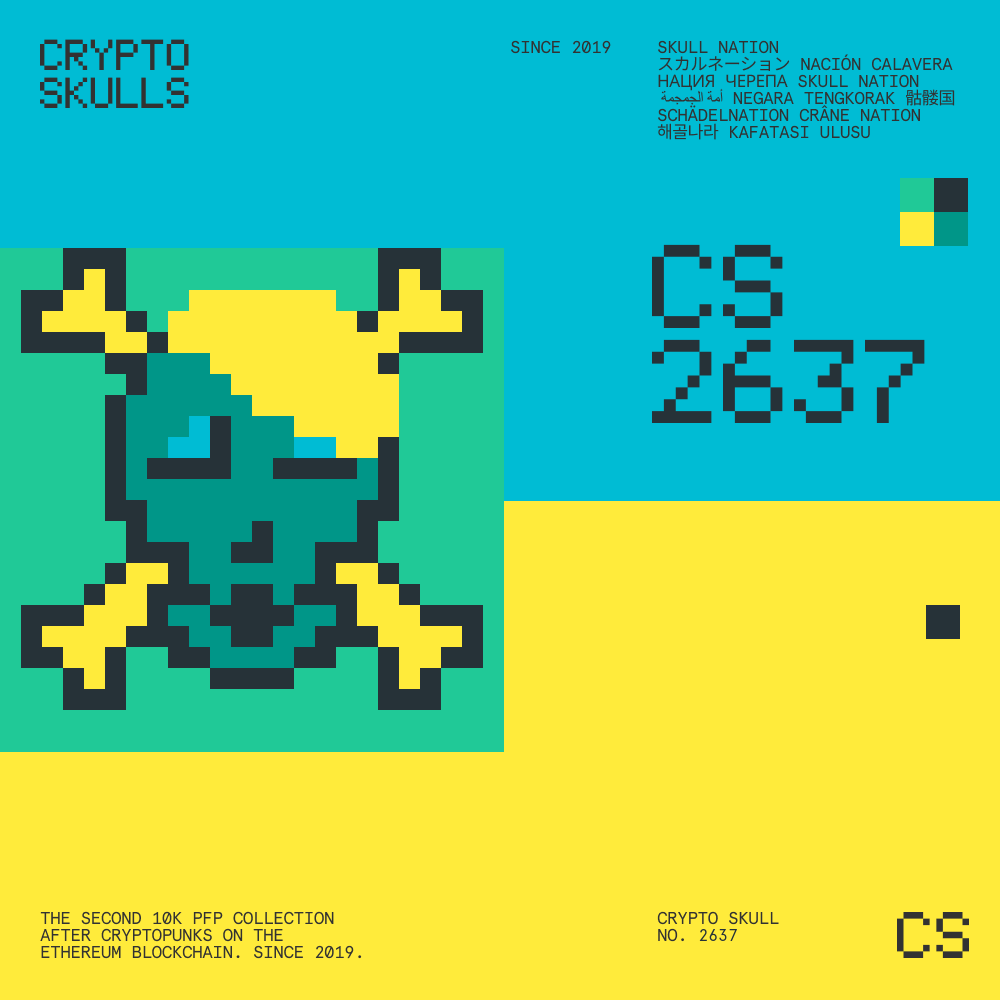 CRYPTO
SKULLS
SINCE 2019
SKULL NATION
スカルネーション NACIÓN CALAVERA
НАЦИЯ ЧЕРЕПА SKULL NATION
أمة الجمجمة NEGARA TENGKORAK 骷髅国
SCHÄDELNATION CRÂNE NATION
해골나라 KAFATASI ULUSU
CS
2637
THE SECOND 10K PFP COLLECTION
AFTER CRYPTOPUNKS ON THE
ETHEREUM BLOCKCHAIN. SINCE 2019.
CRYPTO SKULL
NO. 2637
CS